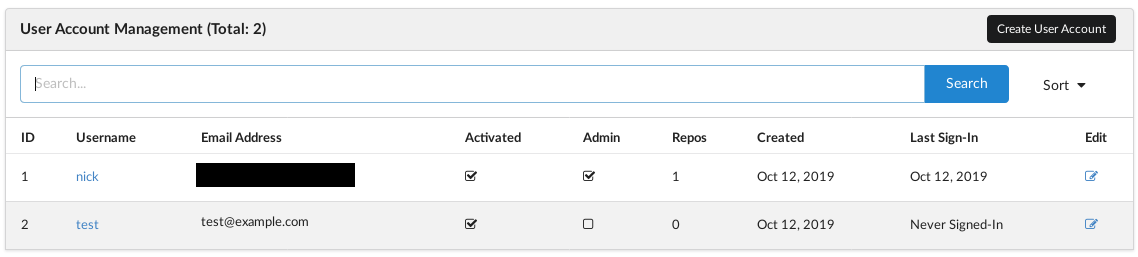 User Account Management (Total: 2)
Create User Account
Search...
Search
Sort
ID Username Email Address Activated Admin Repos Created Last Sign-In Edit
1 nick 1 Oct 12, 2019 Oct 12, 2019
2 test test@example.com 0 Oct 12, 2019 Never Signed-In